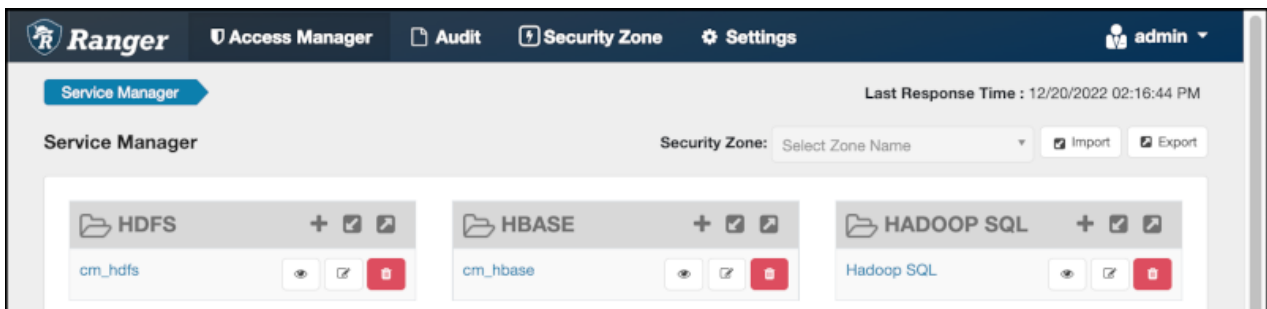 Ranger Access Manager Audit Security Zone Settings admin
Service Manager Last Response Time : 12/20/2022 02:16:44 PM
Service Manager Security Zone: Select Zone Name Import Export
HDFS HBASE HADOOP SQL
cm_hdfs cm_hbase Hadoop SQL